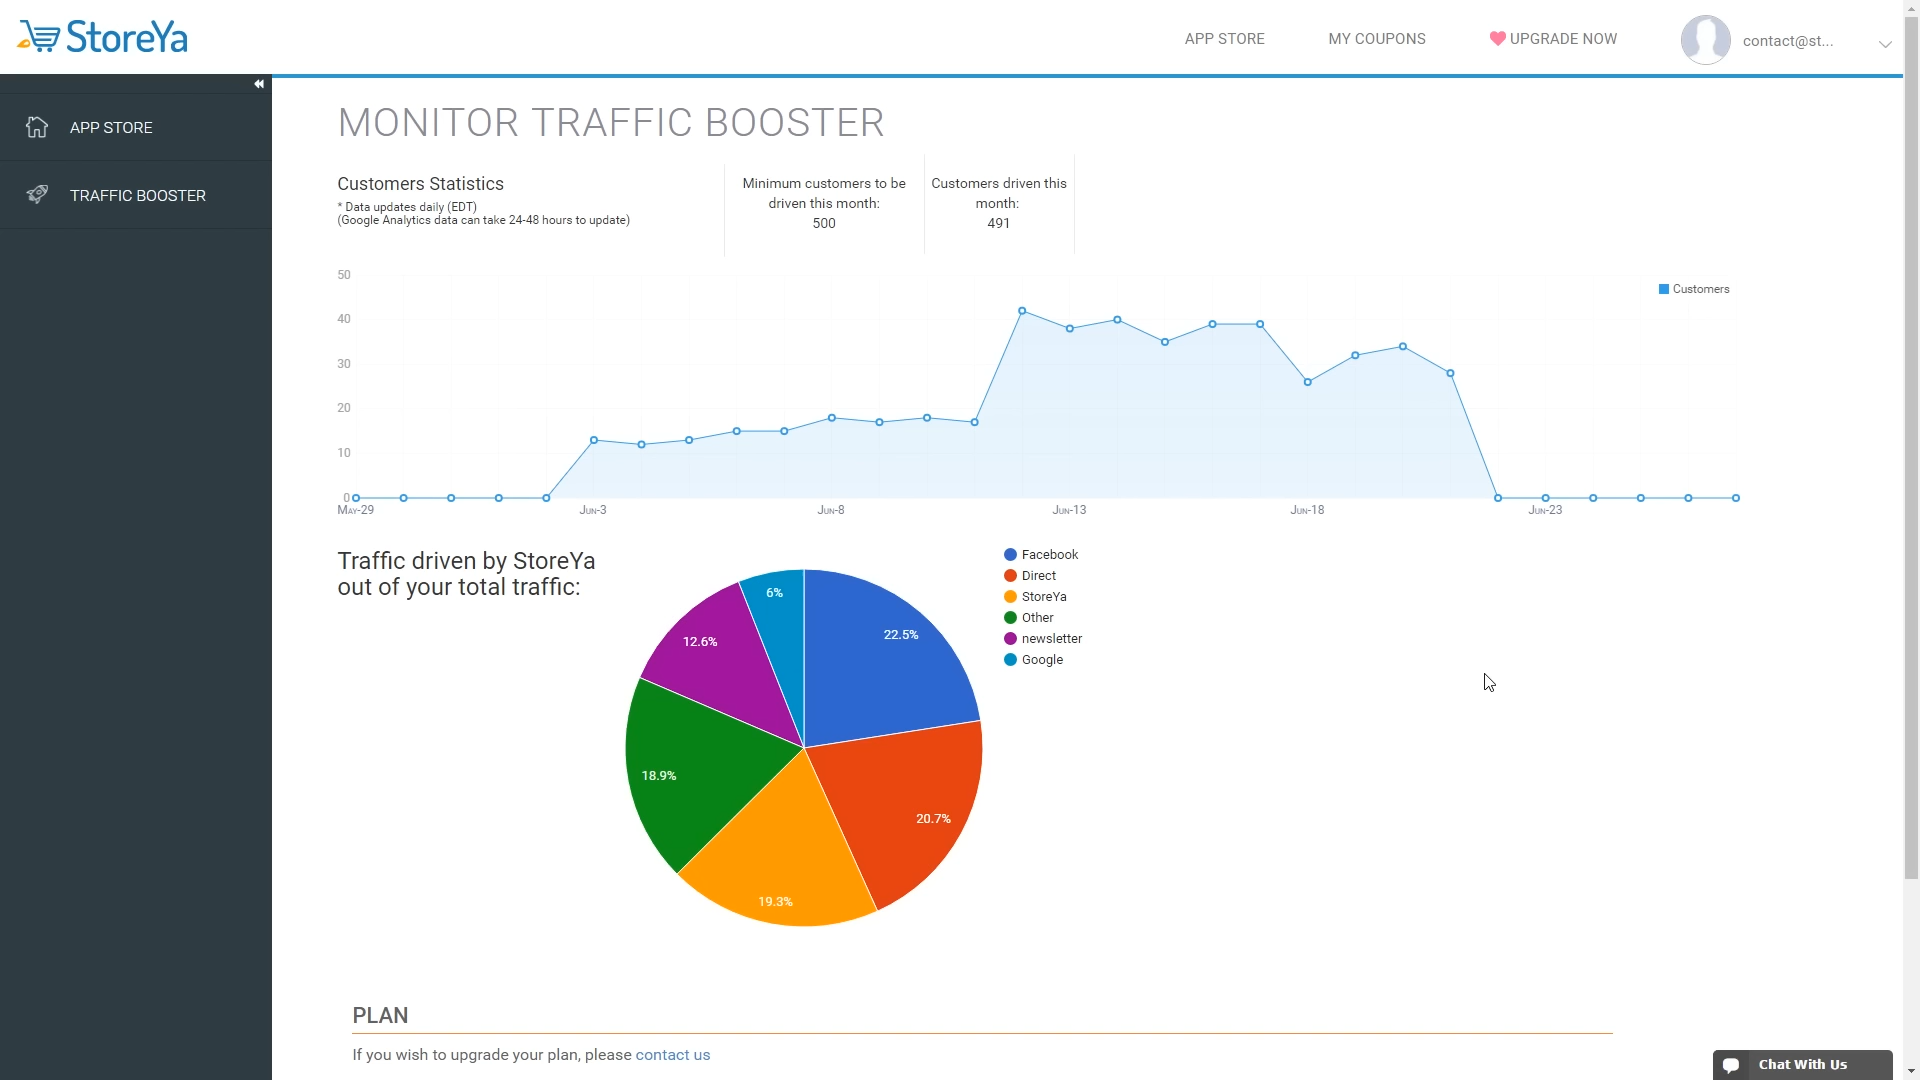 StoreYa
APP STORE
MY COUPONS
UPGRADE NOW
contact@st...
APP STORE
TRAFFIC BOOSTER
MONITOR TRAFFIC BOOSTER
Customers Statistics
* Data updates daily (EDT)
(Google Analytics data can take 24-48 hours to update)
Minimum customers to be
driven this month:
500
Customers driven this
month:
491
50
40
30
20
10
0
Customers
May-29
Jun-3
Jun-8
Jun-13
Jun-18
Jun-23
Traffic driven by StoreYa
out of your total traffic:
6%
22.5%
12.6%
18.9%
20.7%
19.3%
Facebook
Direct
StoreYa
Other
newsletter
Google
PLAN
If you wish to upgrade your plan, please contact us
Chat With Us